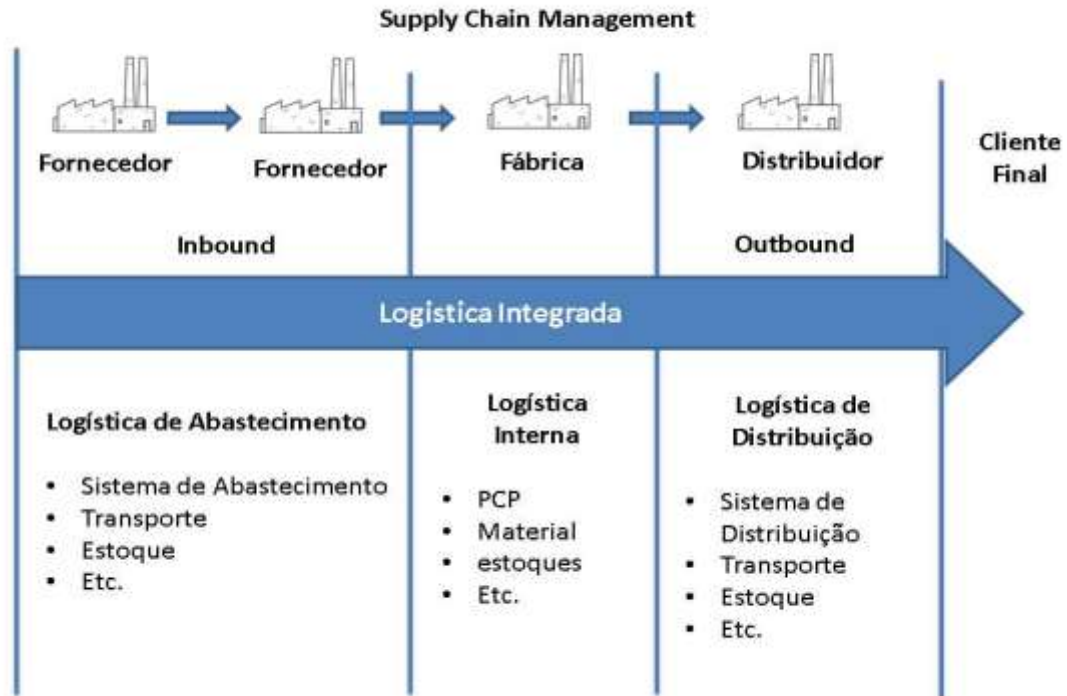 Supply Chain Management
Fornecedor
Fornecedor
Fábrica
Distribuidor
Cliente
Final
Inbound
Outbound
Logistica Integrada
Logística de Abastecimento
• Sistema de Abastecimento
• Transporte
• Estoque
• Etc.
Logística
Interna
• PCP
• Material
• estoques
• Etc.
Logística de
Distribuição
• Sistema de
Distribuição
• Transporte
• Estoque
• Etc.